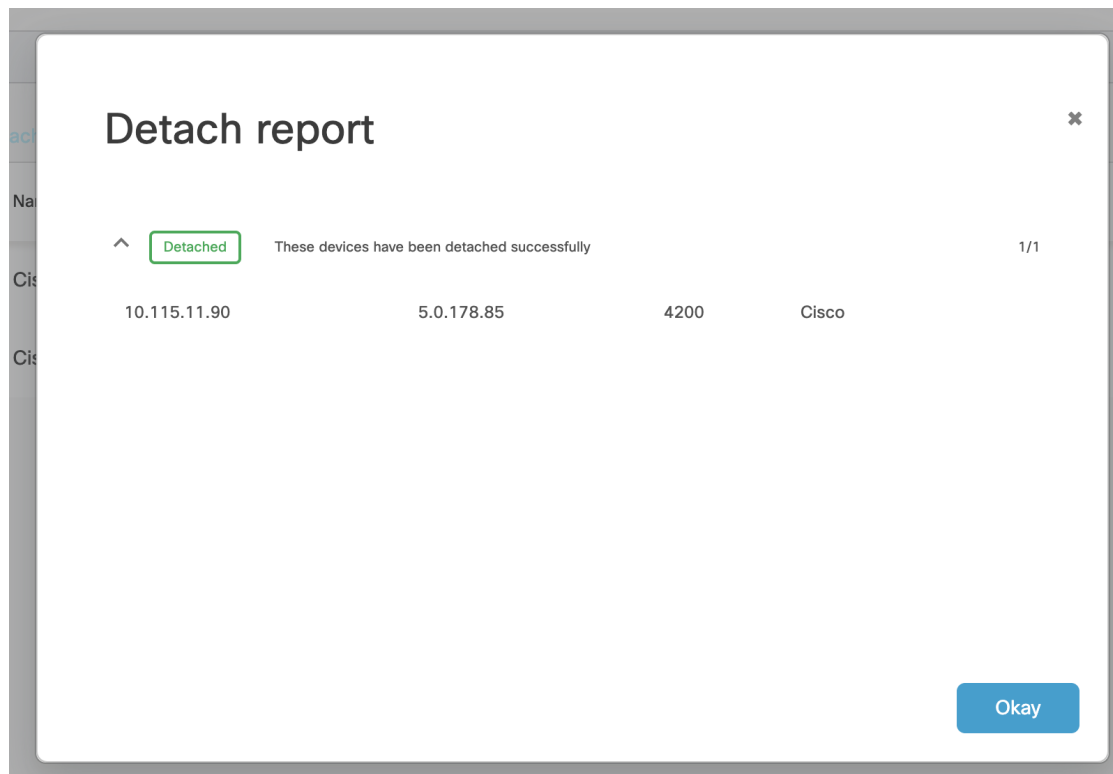 Detach report
Detached These devices have been detached successfully 1/1
10.115.11.90 5.0.178.85 4200 Cisco
Okay